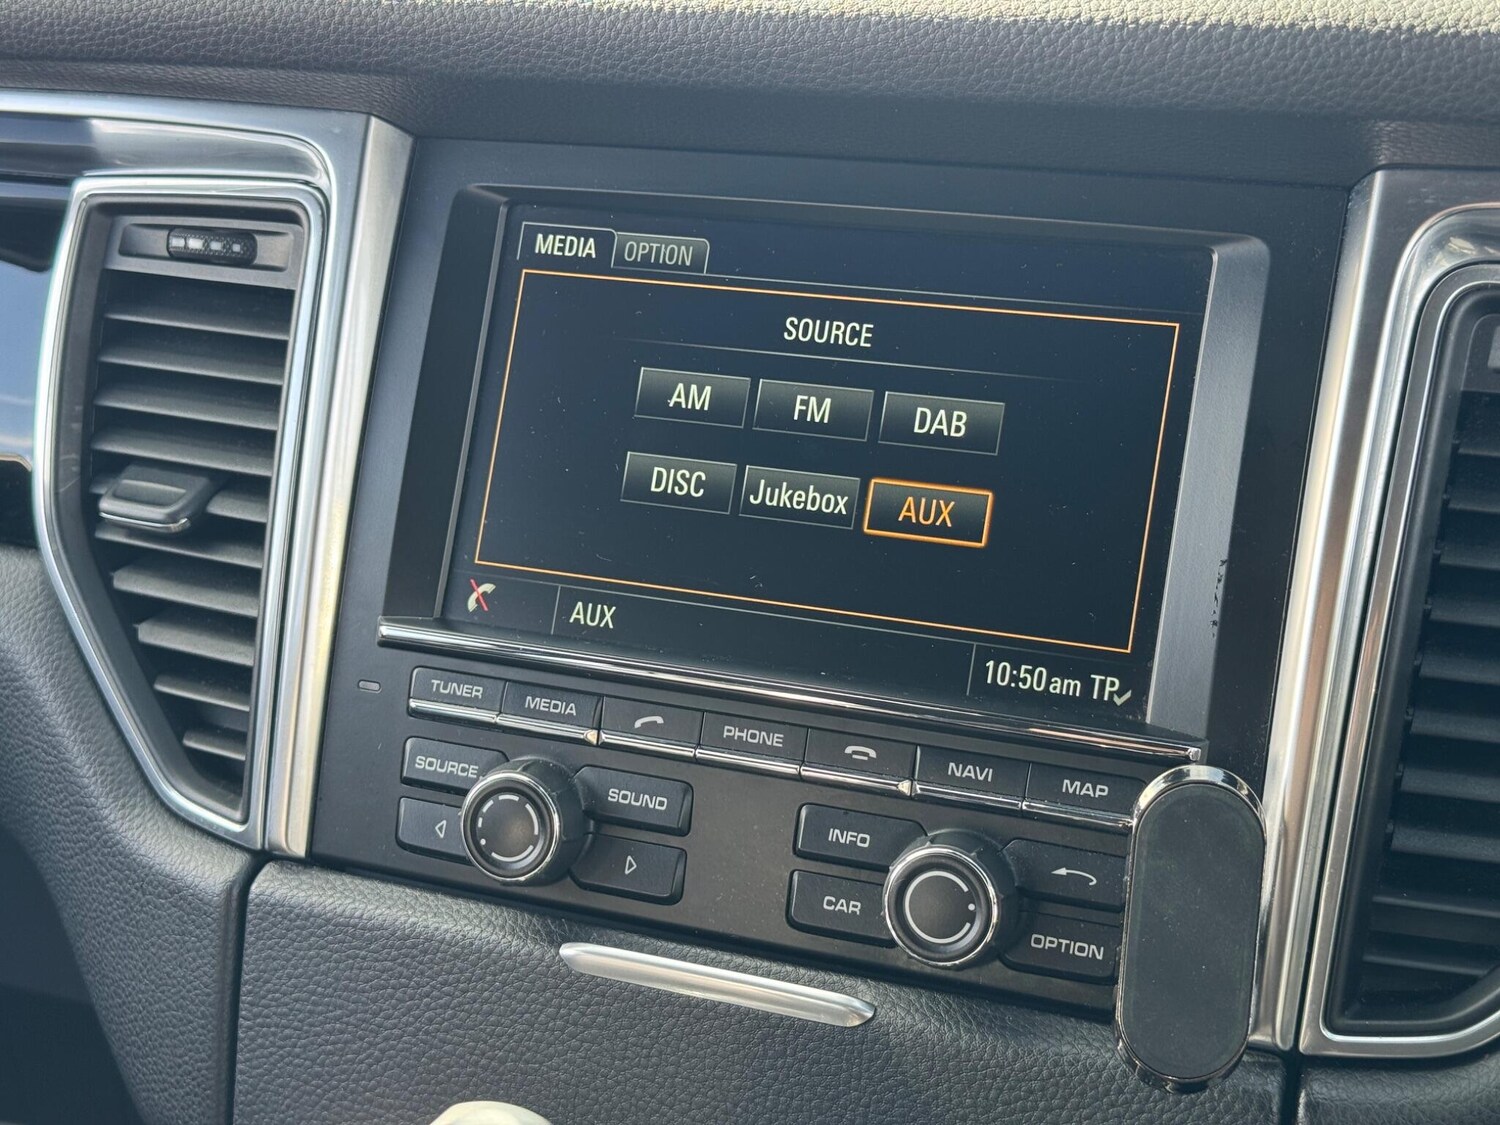 MEDIA OPTION
SOURCE
AM FM DAB
DISC Jukebox AUX
AUX
10:50am TP
TUNER MEDIA PHONE NAVI MAP
SOURCE SOUND
INFO
CAR OPTION